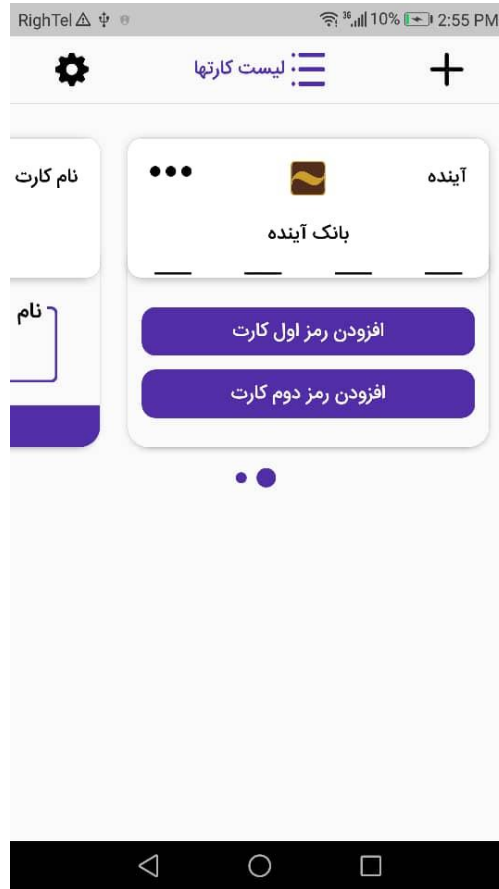 RighTel 36 10% 2:55 PM
لیست کارتها
آینده
بانک آینده
افزودن رمز اول کارت
افزودن رمز دوم کارت
نام کارت
نام